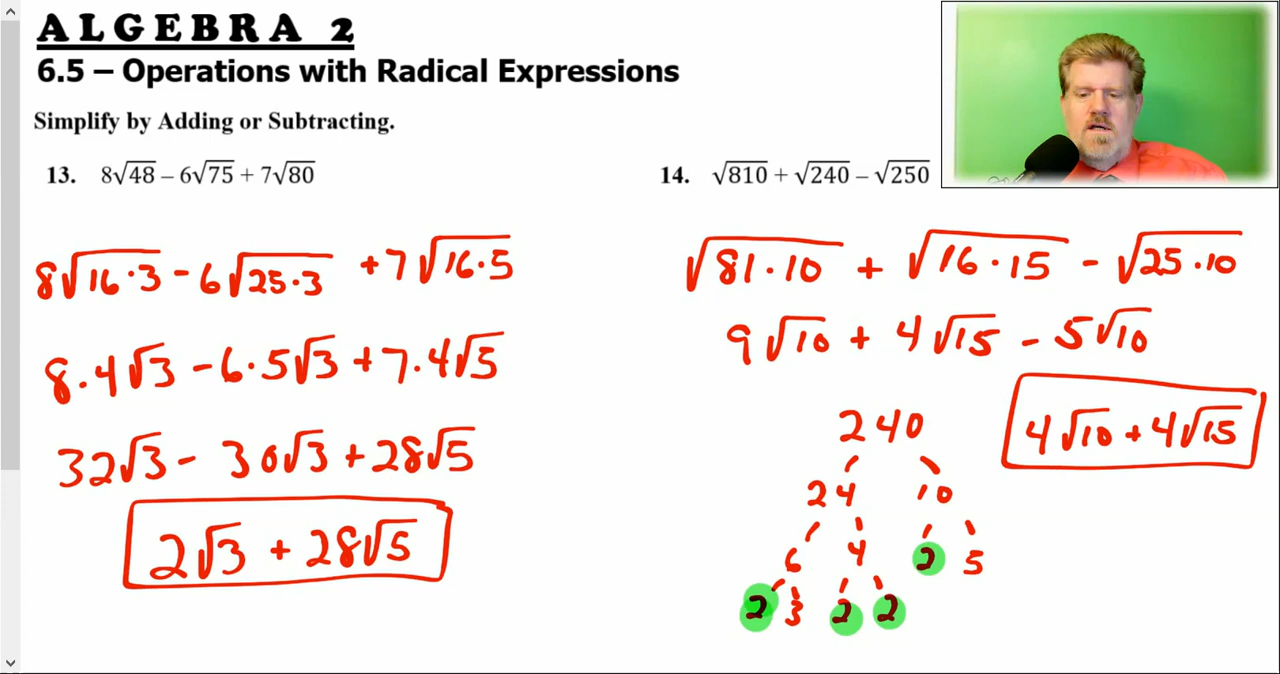 ALGEBRA 2
6.5 – Operations with Radical Expressions
Simplify by Adding or Subtracting.
13. 8√48 – 6√75 + 7√80
8√16·3 - 6√25·3 + 7√16·5
8·4√3 - 6·5√3 + 7·4√5
32√3 - 30√3 + 28√5
2√3 + 28√5
14. √810 + √240 – √250
√81·10 + √16·15 - √25·10
9√10 + 4√15 - 5√10
4√10 + 4√15
240
24 10
6 4 2 5
2 3 2 2